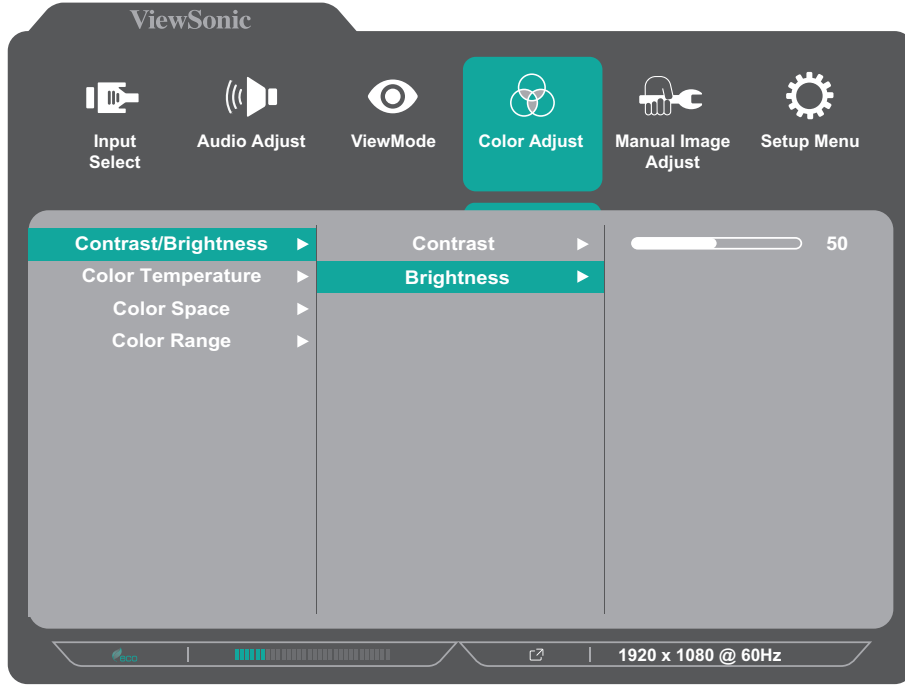 ViewSonic
Input Select
Audio Adjust
ViewMode
Color Adjust
Manual Image Adjust
Setup Menu
Contrast/Brightness
Contrast
50
Color Temperature
Brightness
Color Space
Color Range
eco
1920 x 1080 @ 60Hz